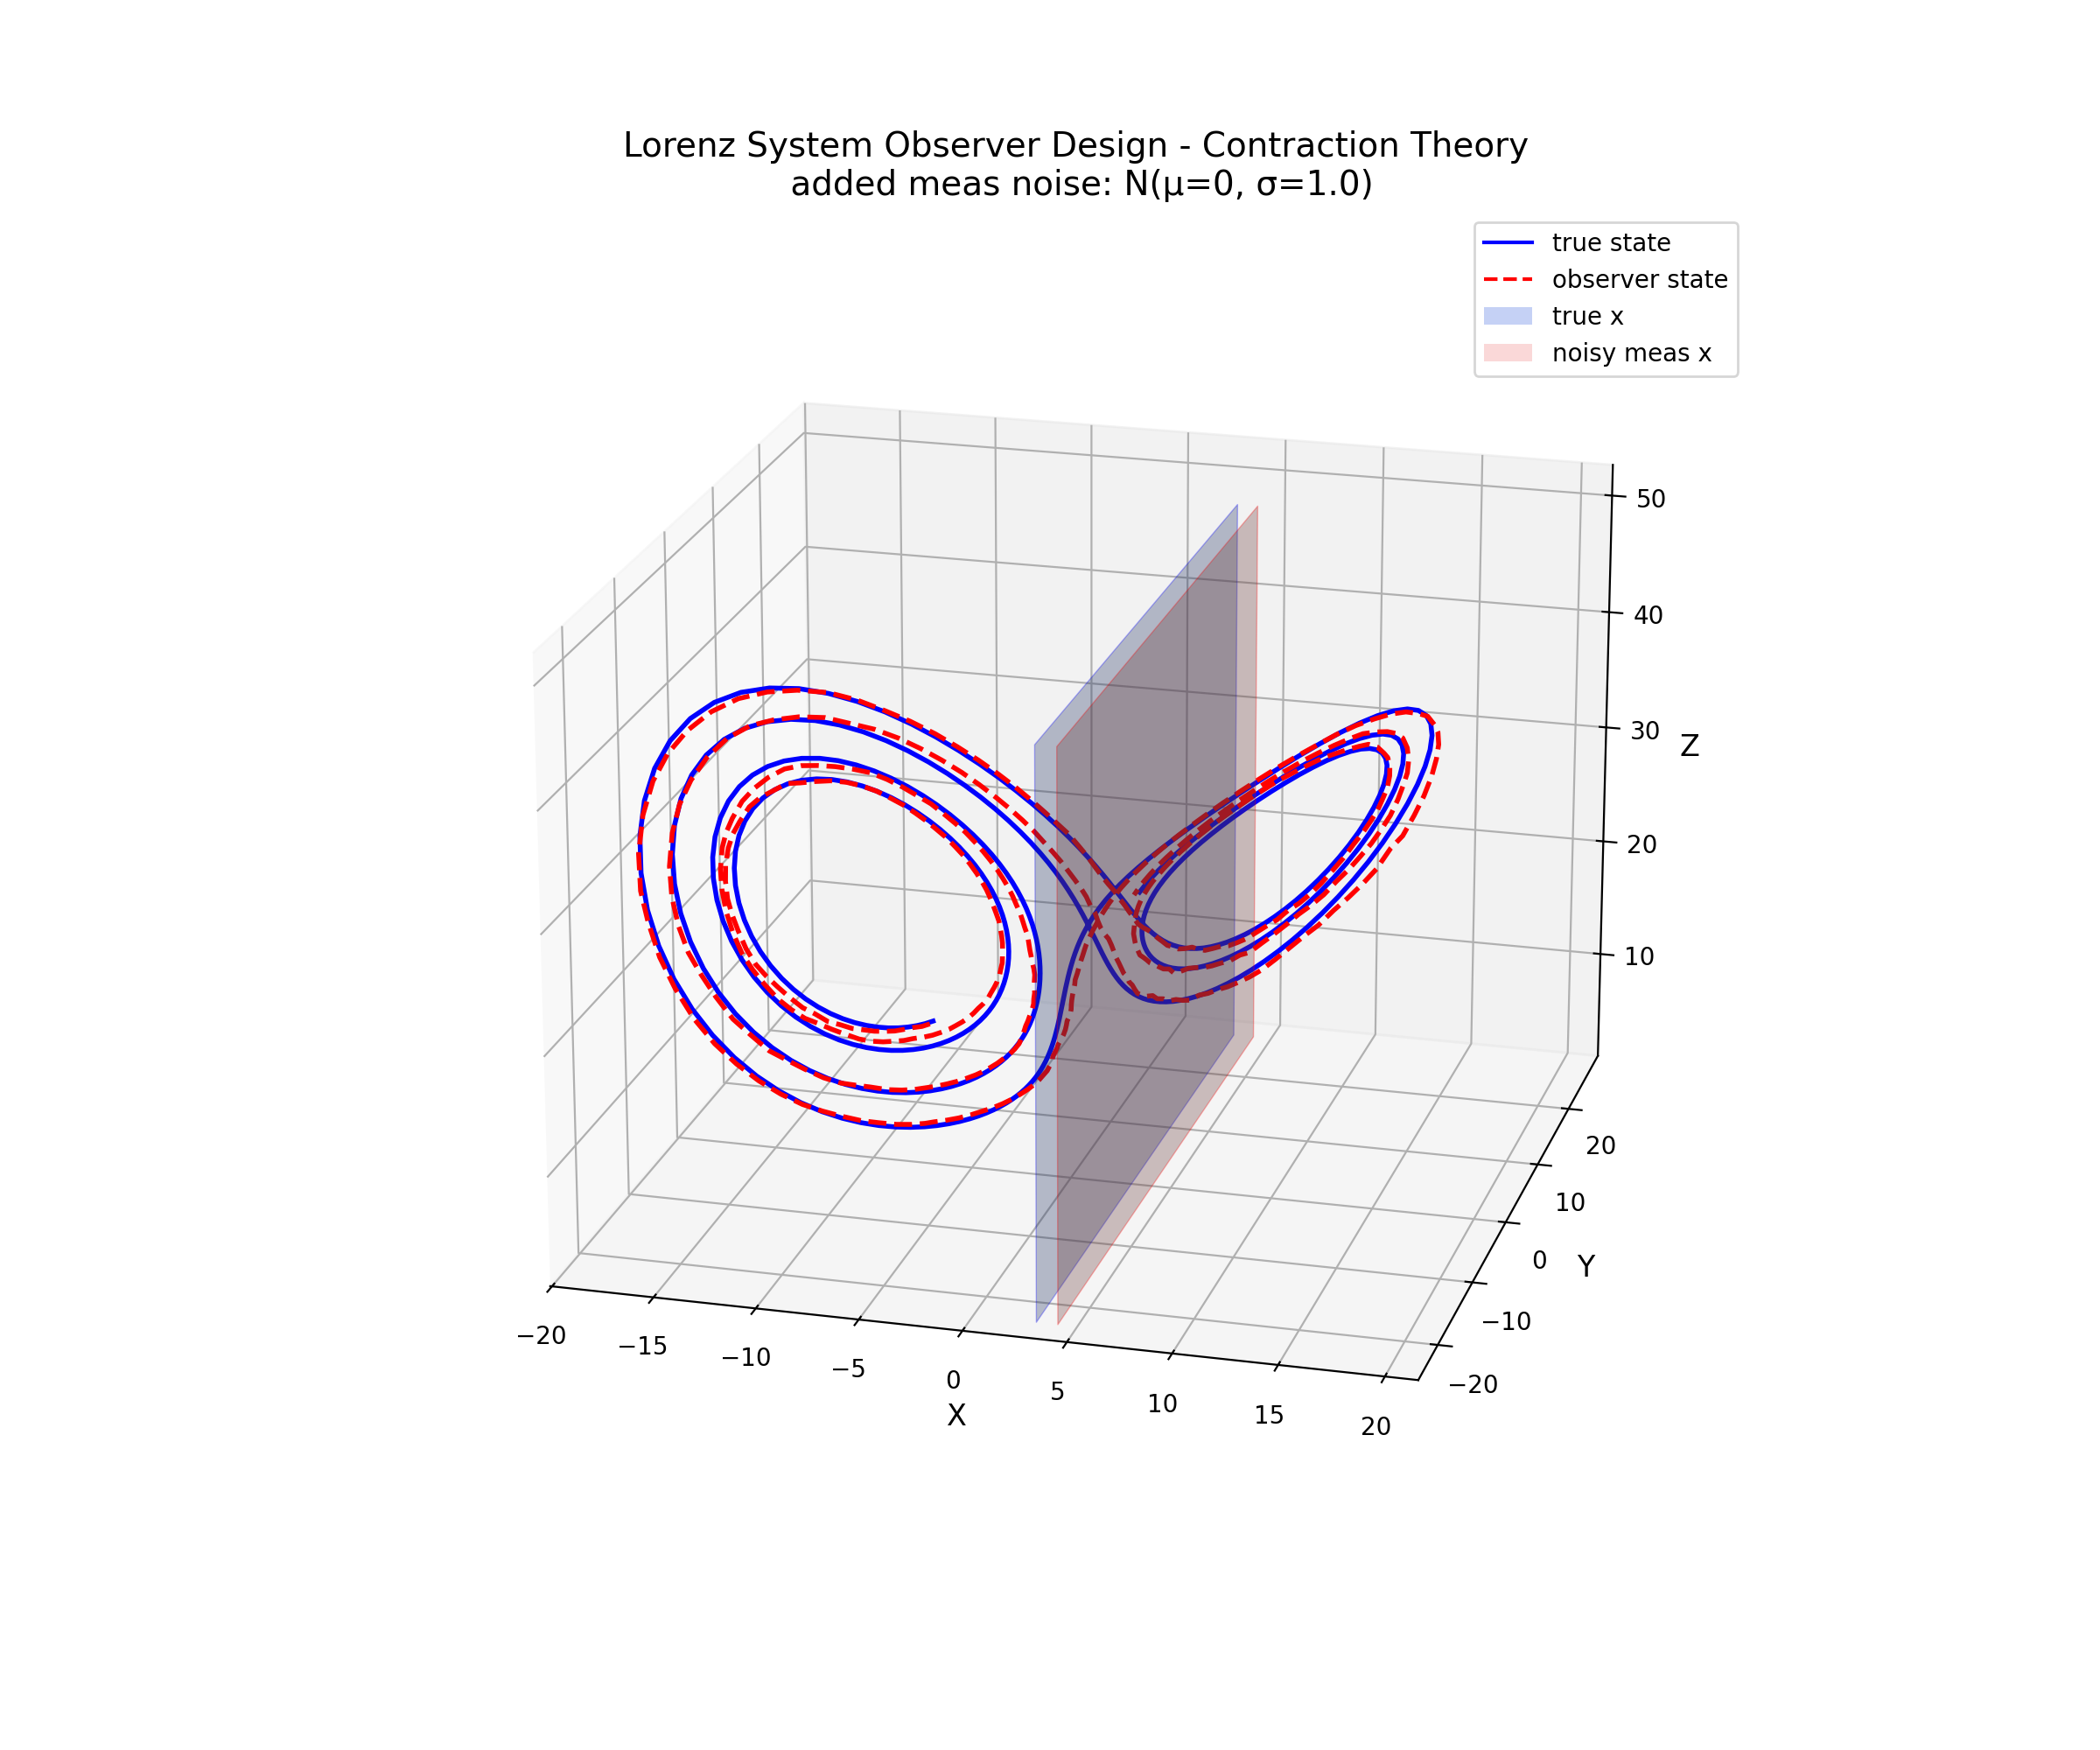 Lorenz System Observer Design - Contraction Theory
added meas noise: N(μ=0, σ=1.0)
true state
observer state
true x
noisy meas x
50
40
30
Z
20
10
20
10
0
Y
−10
−20
−20
−15
−10
−5
0
5
10
15
20
X